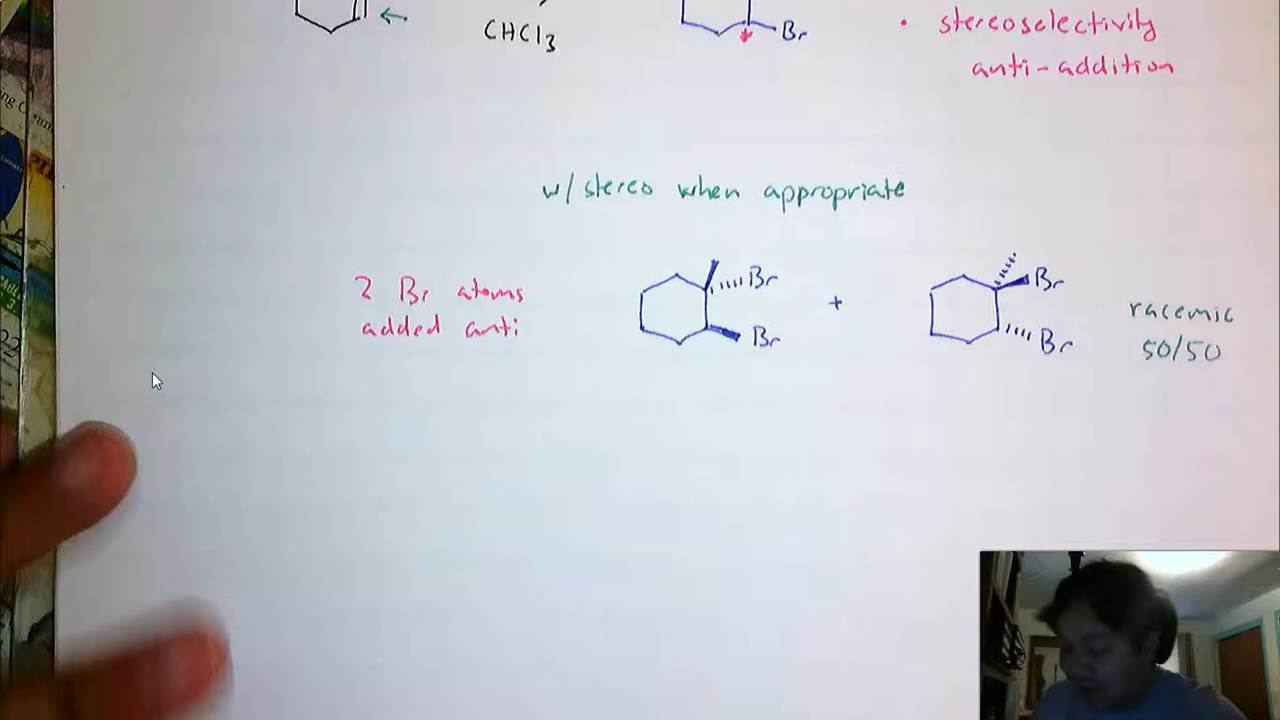 CHCl3
Br
• stereoselectivity
anti-addition
w/ stereo when appropriate
2 Br atoms
added anti
Br
Br
+
Br
Br
racemic
50/50